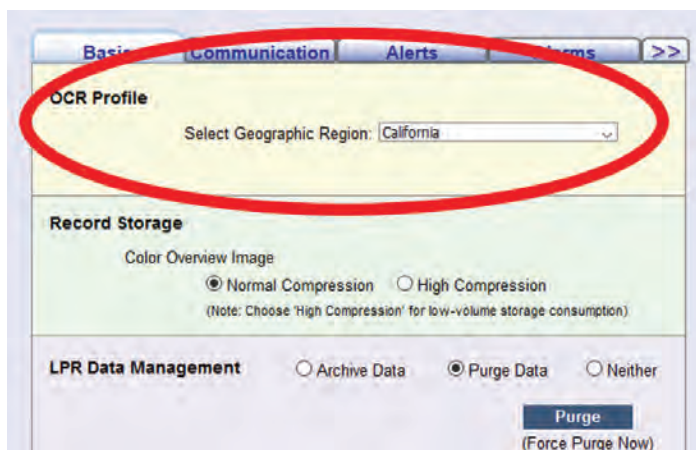 Basic Communication Alerts Alarms >>
OCR Profile
Select Geographic Region: California
Record Storage
Color Overview Image
Normal Compression High Compression
(Note: Choose 'High Compression' for low-volume storage consumption)
LPR Data Management Archive Data Purge Data Neither
Purge
(Force Purge Now)